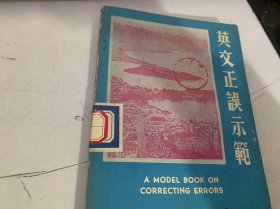 英文正誤示範
A MODEL BOOK ON
CORRECTING ERRORS